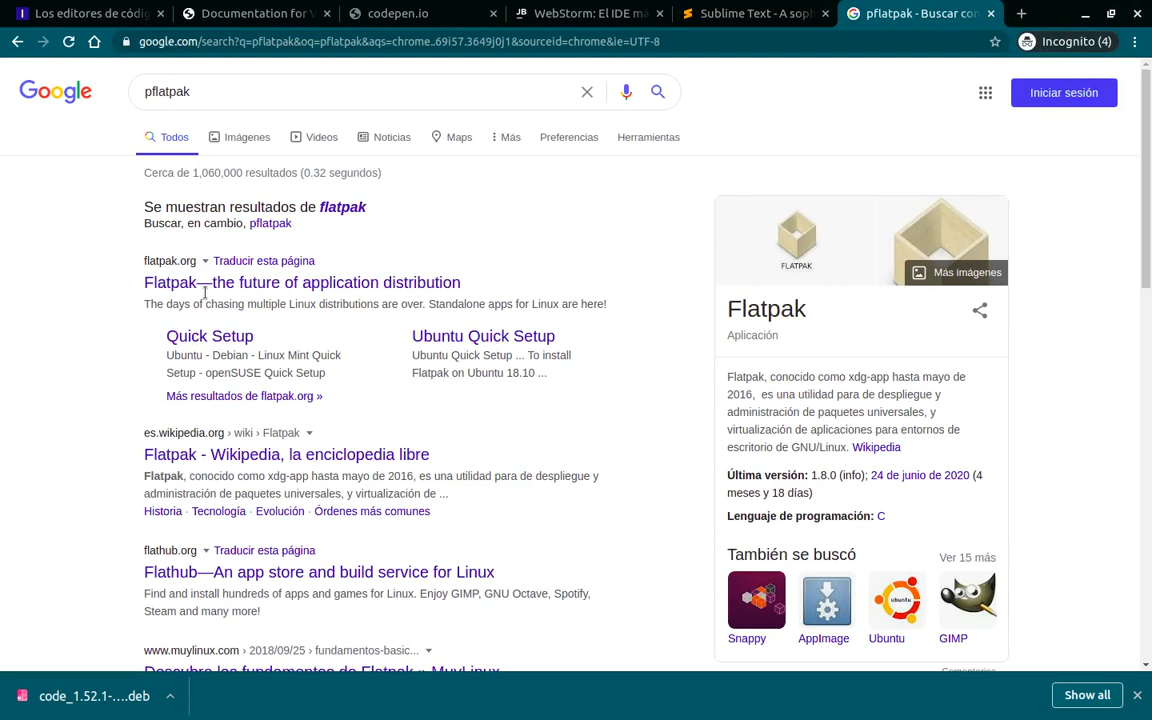 Los editores de códig
Documentation for V
codepen.io
WebStorm: El IDE má
Sublime Text - A soph
pflatpak - Buscar con
google.com/search?q=pflatpak&oq=pflatpak&aqs=chrome..69i57.3649j0j1&sourceid=chrome&ie=UTF-8
Incognito (4)
Google
pflatpak
Iniciar sesión
Todos
Imágenes
Videos
Noticias
Maps
Más
Preferencias
Herramientas
Cerca de 1,060,000 resultados (0.32 segundos)
Se muestran resultados de flatpak
Buscar, en cambio, pflatpak
flatpak.org Traducir esta página
Flatpak—the future of application distribution
The days of chasing multiple Linux distributions are over. Standalone apps for Linux are here!
Quick Setup
Ubuntu - Debian - Linux Mint Quick
Setup - openSUSE Quick Setup
Ubuntu Quick Setup
Ubuntu Quick Setup ... To install
Flatpak on Ubuntu 18.10 ...
Más resultados de flatpak.org »
es.wikipedia.org › wiki › Flatpak
Flatpak - Wikipedia, la enciclopedia libre
Flatpak, conocido como xdg-app hasta mayo de 2016, es una utilidad para de despliegue y
administración de paquetes universales, y virtualización de ...
Historia · Tecnología · Evolución · Órdenes más comunes
flathub.org Traducir esta página
Flathub—An app store and build service for Linux
Find and install hundreds of apps and games for Linux. Enjoy GIMP, GNU Octave, Spotify,
Steam and many more!
www.muylinux.com › 2018/09/25 › fundamentos-basic...
Descubre los fundamentos de Flatpak » MuyLinux
FLATPAK
Más imágenes
Flatpak
Aplicación
Flatpak, conocido como xdg-app hasta mayo de
2016, es una utilidad para de despliegue y
administración de paquetes universales, y
virtualización de aplicaciones para entornos de
escritorio de GNU/Linux. Wikipedia
Última versión: 1.8.0 (info); 24 de junio de 2020 (4
meses y 18 días)
Lenguaje de programación: C
También se buscó
Ver 15 más
Snappy
AppImage
ubuntu
Ubuntu
GIMP
Comentarios
code_1.52.1-....deb
Show all